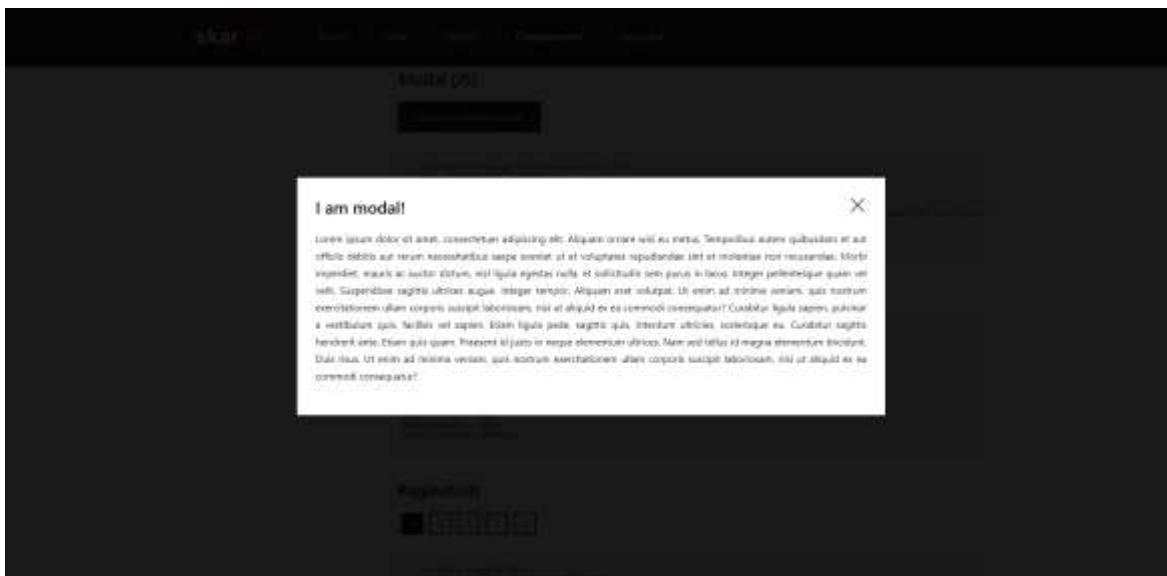 skar
Components
Modal (JS)
I am modal!
Lorem ipsum dolor sit amet, consectetuer adipiscing elit. Aliquam ornare wisi eu metus. Temporibus autem quibusdam et aut
officiis debitis aut rerum necessitatibus saepe eveniet ut et voluptates repudiandae sint et molestiae non recusandae. Morbi
imperdiet, mauris ac auctor dictum, nisl ligula egestas nulla, et sollicitudin sem purus in lacus. Integer pellentesque quam vel
velit. Suspendisse sagittis ultrices augue. Integer tempor. Aliquam erat volutpat. Ut enim ad minima veniam, quis nostrum
exercitationem ullam corporis suscipit laboriosam, nisi ut aliquid ex ea commodi consequatur? Curabitur ligula sapien, pulvinar
a vestibulum quis, facilisis vel sapien. Etiam ligula pede, sagittis quis, interdum ultricies, scelerisque eu. Curabitur sagittis
hendrerit ante. Etiam quis quam. Praesent id justo in neque elementum ultrices. Nam sed tellus id magna elementum tincidunt.
Duis risus. Ut enim ad minima veniam, quis nostrum exercitationem ullam corporis suscipit laboriosam, nisi ut aliquid ex ea
commodi consequatur?
Pagination